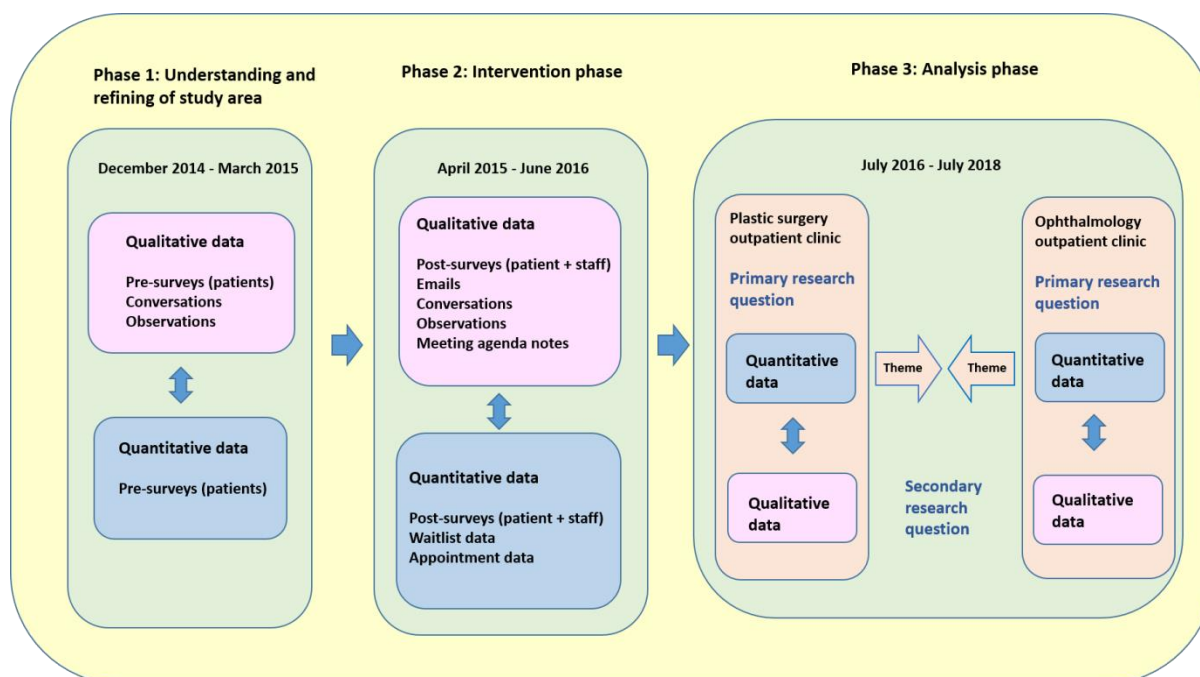 Phase 1: Understanding and
refining of study area
December 2014 - March 2015
Qualitative data
Pre-surveys (patients)
Conversations
Observations
Quantitative data
Pre-surveys (patients)
Phase 2: Intervention phase
April 2015 - June 2016
Qualitative data
Post-surveys (patient + staff)
Emails
Conversations
Observations
Meeting agenda notes
Quantitative data
Post-surveys (patient + staff)
Waitlist data
Appointment data
Phase 3: Analysis phase
July 2016 - July 2018
Plastic surgery
outpatient clinic
Primary research
question
Quantitative
data
Qualitative
data
Theme
Theme
Secondary
research
question
Ophthalmology
outpatient clinic
Primary research
question
Quantitative
data
Qualitative
data